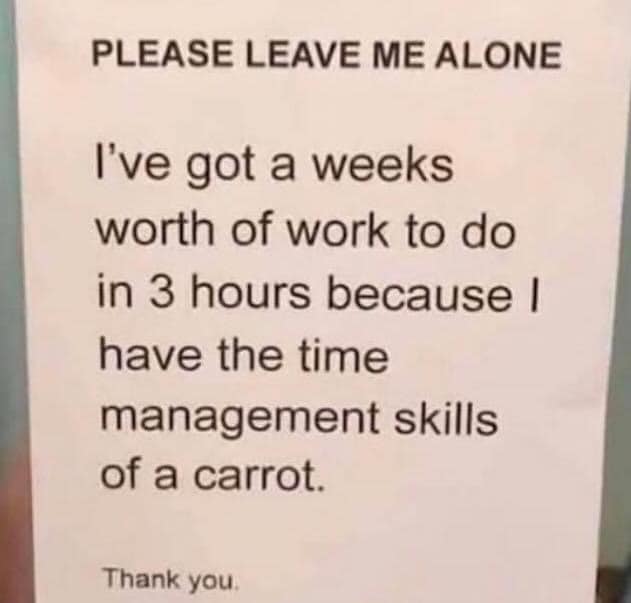 PLEASE LEAVE ME ALONE
I've got a weeks
worth of work to do
in 3 hours because I
have the time
management skills
of a carrot.
Thank you.